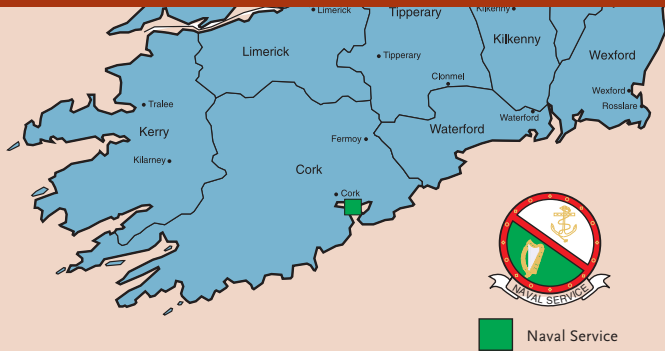 Limerick
Tipperary
Kilkenny
Limerick
Kilkenny
Wexford
Tipperary
Clonmel
Wexford
Rosslare
Tralee
Waterford
Waterford
Kerry
Fermoy
Kilarney
Cork
Cork
NAVAL SERVICE
Naval Service